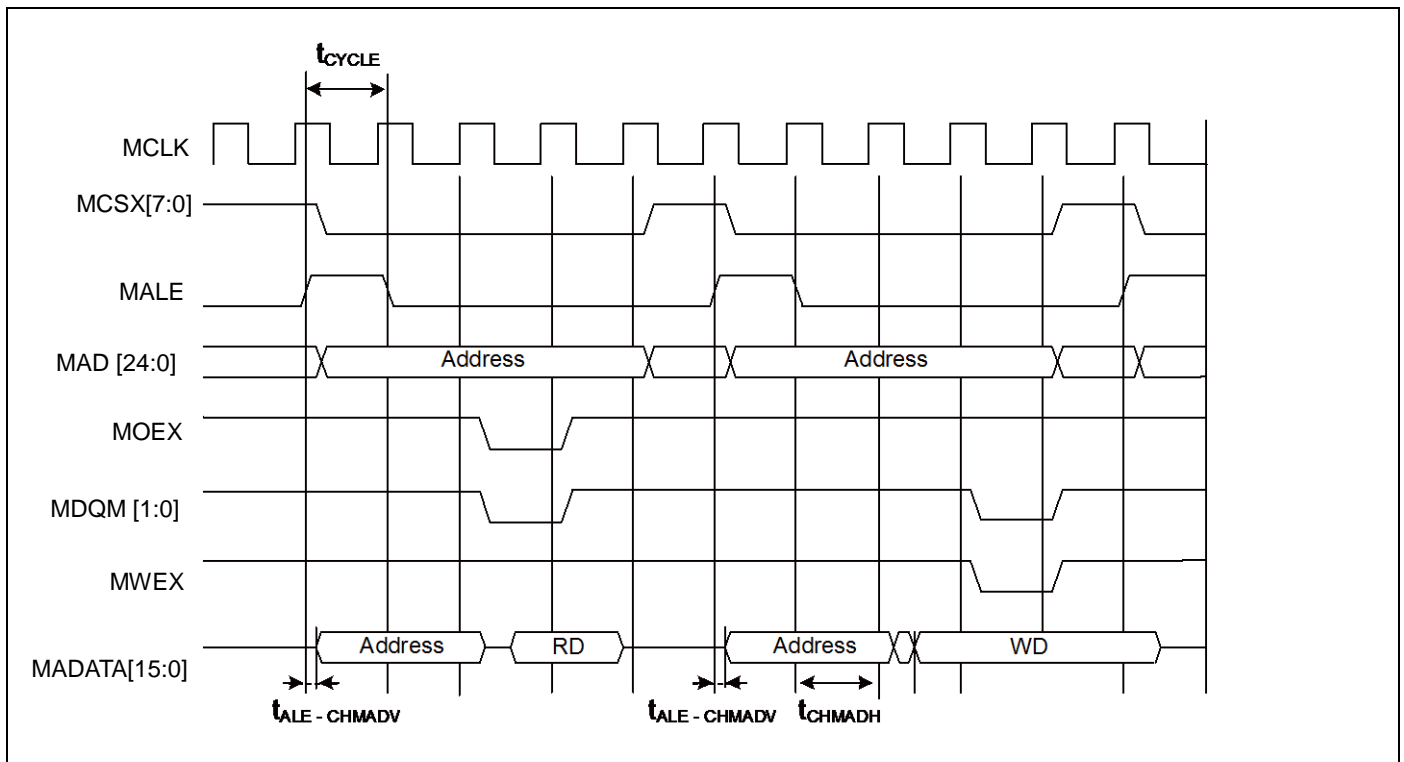 tCYCLE
MCLK
MCSX[7:0]
MALE
MAD [24:0]
Address
Address
MOEX
MDQM [1:0]
MWEX
MADATA[15:0]
Address
RD
Address
WD
tALE - CHMADV
tALE - CHMADV
tCHMADH